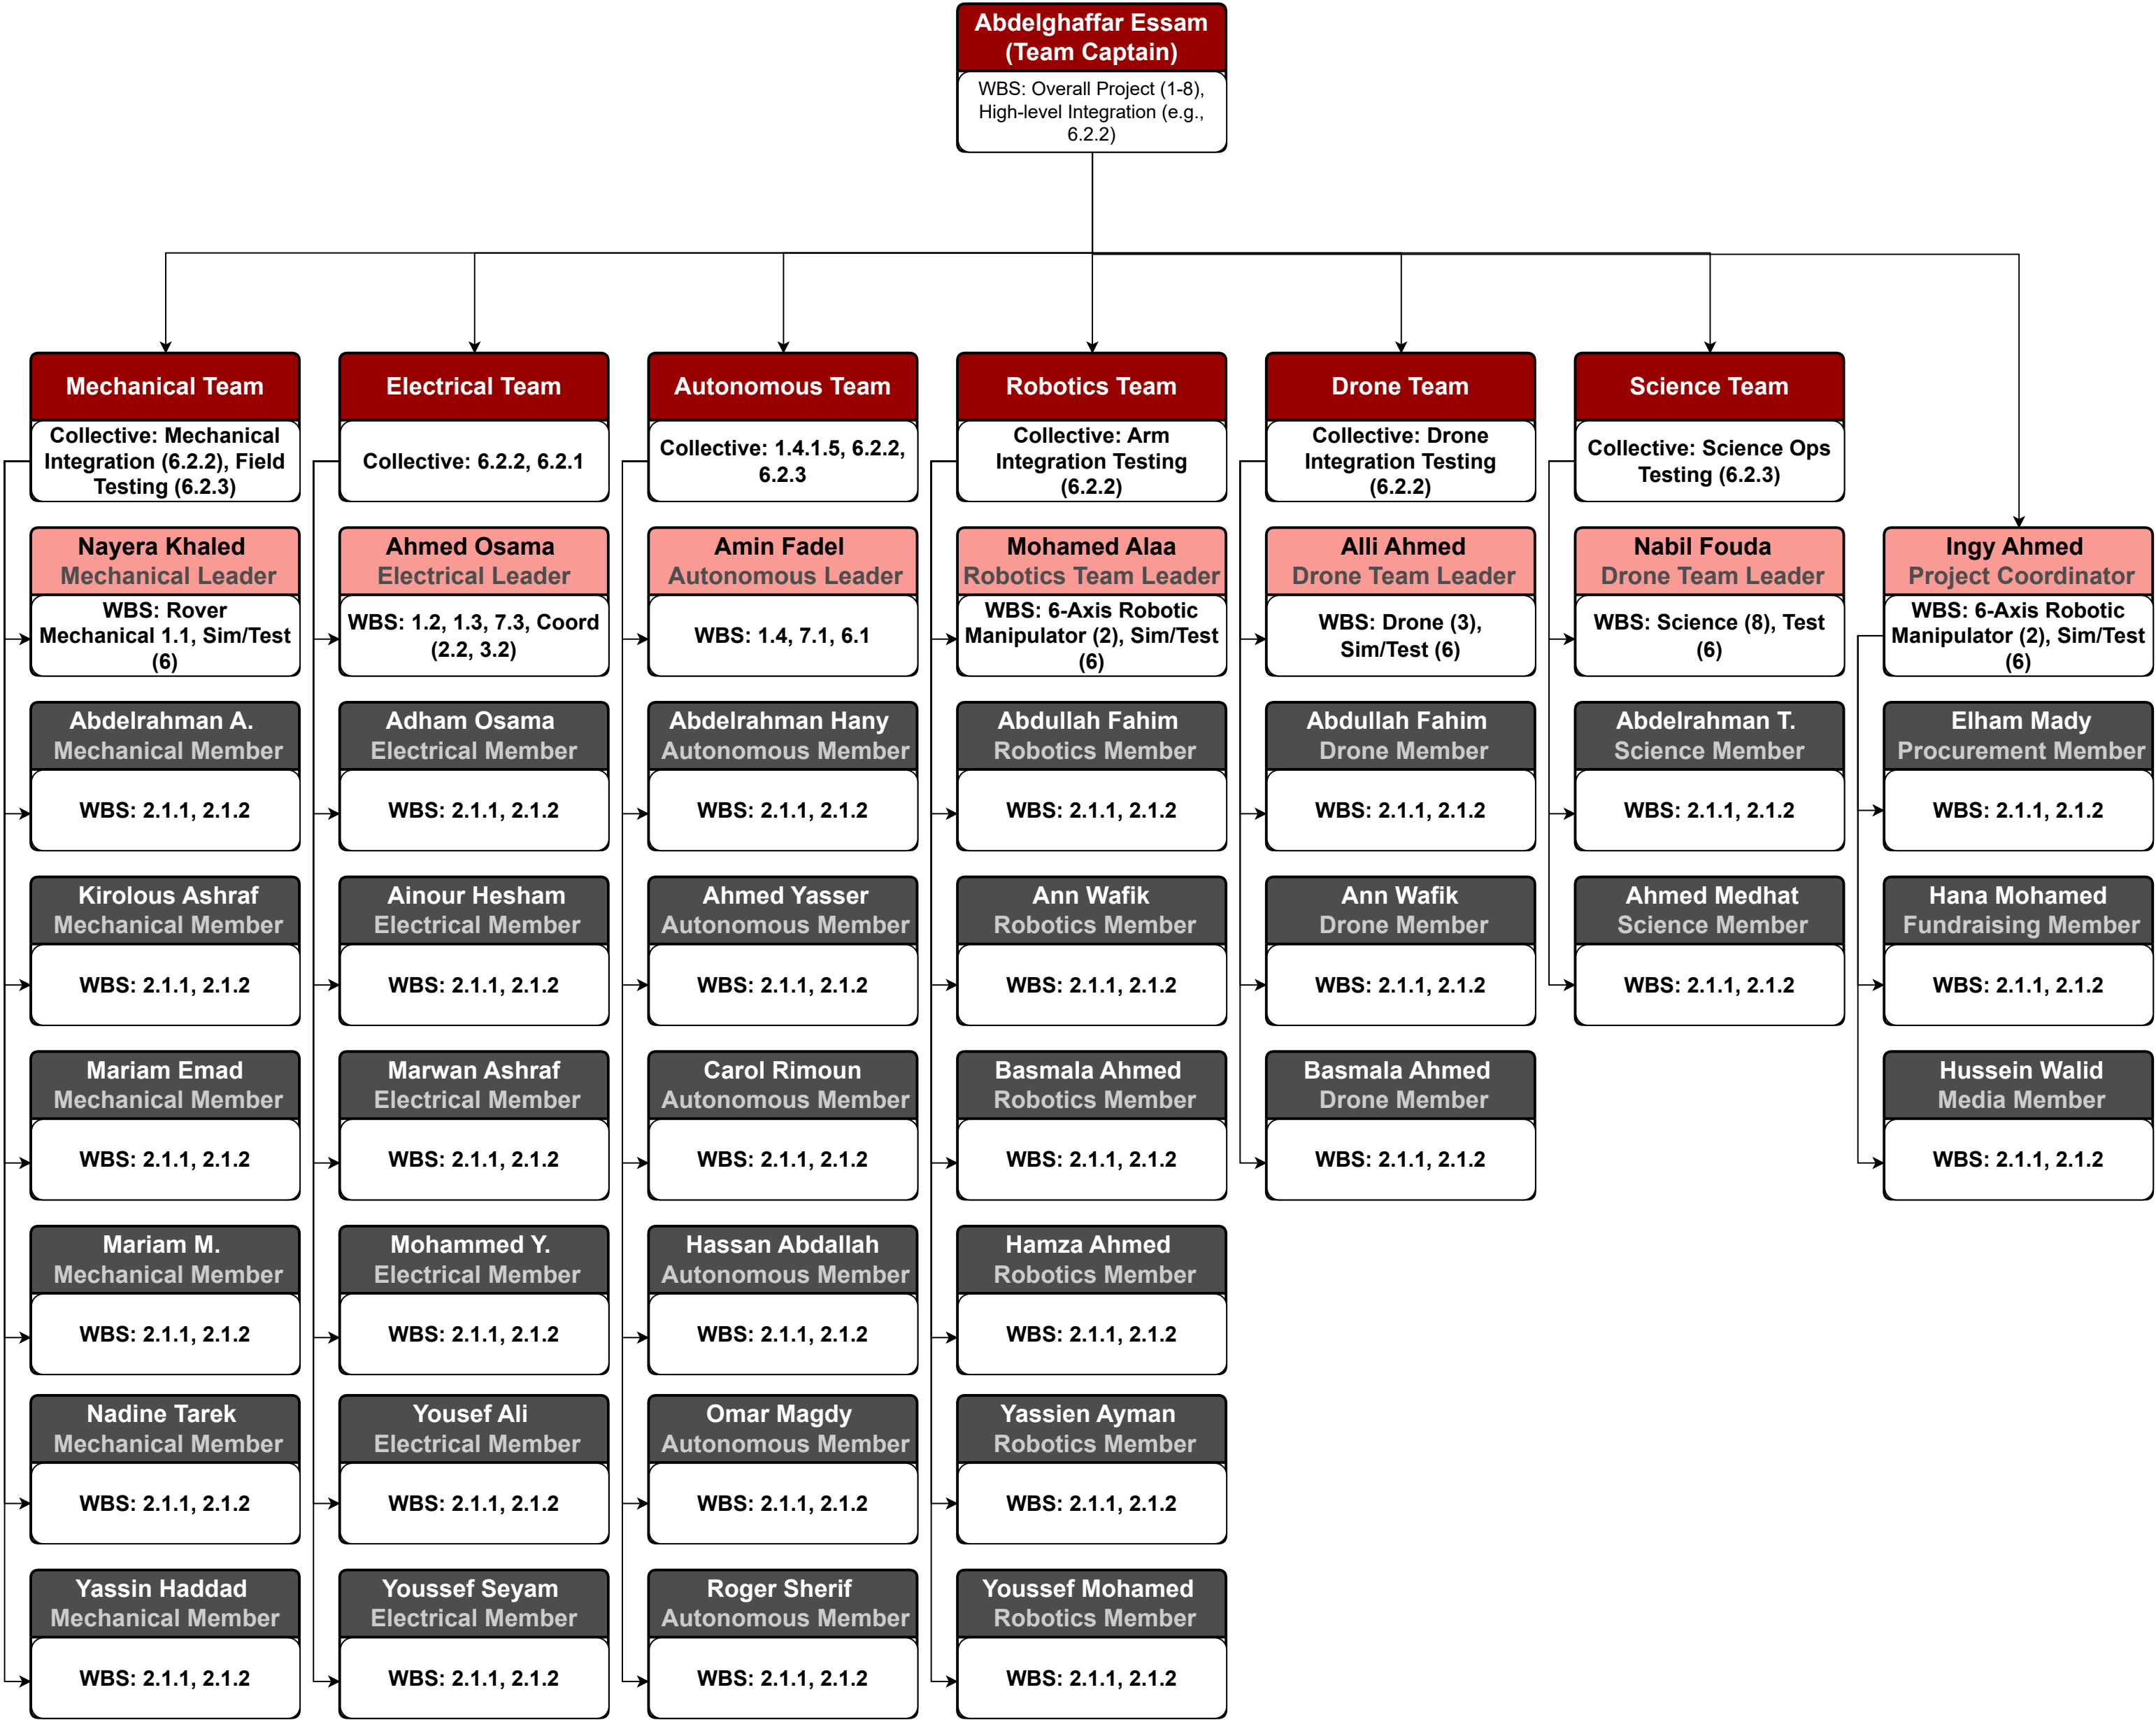 Abdelghaffar Essam
(Team Captain)
WBS: Overall Project (1-8),
High-level Integration (e.g.,
6.2.2)
Mechanical Team
Collective: Mechanical
Integration (6.2.2), Field
Testing (6.2.3)
Nayera Khaled
Mechanical Leader
WBS: Rover
Mechanical 1.1, Sim/Test
(6)
Abdelrahman A.
Mechanical Member
WBS: 2.1.1, 2.1.2
Kirolous Ashraf
Mechanical Member
WBS: 2.1.1, 2.1.2
Mariam Emad
Mechanical Member
WBS: 2.1.1, 2.1.2
Mariam M.
Mechanical Member
WBS: 2.1.1, 2.1.2
Nadine Tarek
Mechanical Member
WBS: 2.1.1, 2.1.2
Yassin Haddad
Mechanical Member
WBS: 2.1.1, 2.1.2
Electrical Team
Collective: 6.2.2, 6.2.1
Ahmed Osama
Electrical Leader
WBS: 1.2, 1.3, 7.3, Coord
(2.2, 3.2)
Adham Osama
Electrical Member
WBS: 2.1.1, 2.1.2
Ainour Hesham
Electrical Member
WBS: 2.1.1, 2.1.2
Marwan Ashraf
Electrical Member
WBS: 2.1.1, 2.1.2
Mohammed Y.
Electrical Member
WBS: 2.1.1, 2.1.2
Yousef Ali
Electrical Member
WBS: 2.1.1, 2.1.2
Youssef Seyam
Electrical Member
WBS: 2.1.1, 2.1.2
Autonomous Team
Collective: 1.4.1.5, 6.2.2,
6.2.3
Amin Fadel
Autonomous Leader
WBS: 1.4, 7.1, 6.1
Abdelrahman Hany
Autonomous Member
WBS: 2.1.1, 2.1.2
Ahmed Yasser
Autonomous Member
WBS: 2.1.1, 2.1.2
Carol Rimoun
Autonomous Member
WBS: 2.1.1, 2.1.2
Hassan Abdallah
Autonomous Member
WBS: 2.1.1, 2.1.2
Omar Magdy
Autonomous Member
WBS: 2.1.1, 2.1.2
Roger Sherif
Autonomous Member
WBS: 2.1.1, 2.1.2
Robotics Team
Collective: Arm
Integration Testing
(6.2.2)
Mohamed Alaa
Robotics Team Leader
WBS: 6-Axis Robotic
Manipulator (2), Sim/Test
(6)
Abdullah Fahim
Robotics Member
WBS: 2.1.1, 2.1.2
Ann Wafik
Robotics Member
WBS: 2.1.1, 2.1.2
Basmala Ahmed
Robotics Member
WBS: 2.1.1, 2.1.2
Hamza Ahmed
Robotics Member
WBS: 2.1.1, 2.1.2
Yassien Ayman
Robotics Member
WBS: 2.1.1, 2.1.2
Youssef Mohamed
Robotics Member
WBS: 2.1.1, 2.1.2
Drone Team
Collective: Drone
Integration Testing
(6.2.2)
Alli Ahmed
Drone Team Leader
WBS: Drone (3),
Sim/Test (6)
Abdullah Fahim
Drone Member
WBS: 2.1.1, 2.1.2
Ann Wafik
Drone Member
WBS: 2.1.1, 2.1.2
Basmala Ahmed
Drone Member
WBS: 2.1.1, 2.1.2
Science Team
Collective: Science Ops
Testing (6.2.3)
Nabil Fouda
Drone Team Leader
WBS: Science (8), Test
(6)
Abdelrahman T.
Science Member
WBS: 2.1.1, 2.1.2
Ahmed Medhat
Science Member
WBS: 2.1.1, 2.1.2
Ingy Ahmed
Project Coordinator
WBS: 6-Axis Robotic
Manipulator (2), Sim/Test
(6)
Elham Mady
Procurement Member
WBS: 2.1.1, 2.1.2
Hana Mohamed
Fundraising Member
WBS: 2.1.1, 2.1.2
Hussein Walid
Media Member
WBS: 2.1.1, 2.1.2